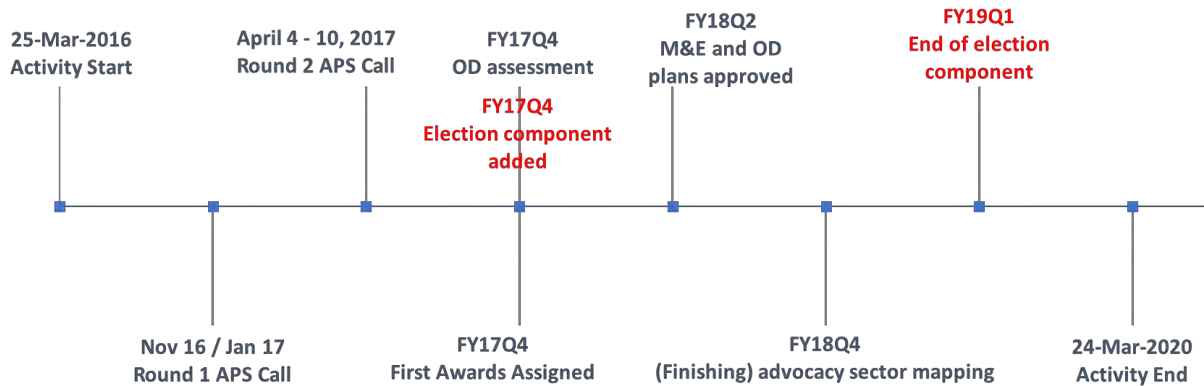 25-Mar-2016
Activity Start
April 4 - 10, 2017
Round 2 APS Call
FY17Q4
OD assessment
FY17Q4
Election component
added
FY18Q2
M&E and OD
plans approved
FY19Q1
End of election
component
Nov 16 / Jan 17
Round 1 APS Call
FY17Q4
First Awards Assigned
FY18Q4
(Finishing) advocacy sector mapping
24-Mar-2020
Activity End